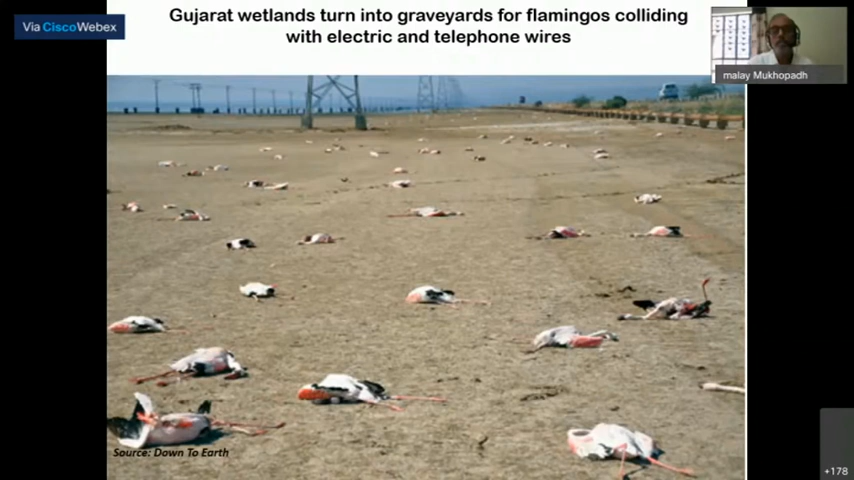 Via CiscoWebex
Gujarat wetlands turn into graveyards for flamingos colliding
with electric and telephone wires
malay Mukhopadh
Source: Down To Earth
+178